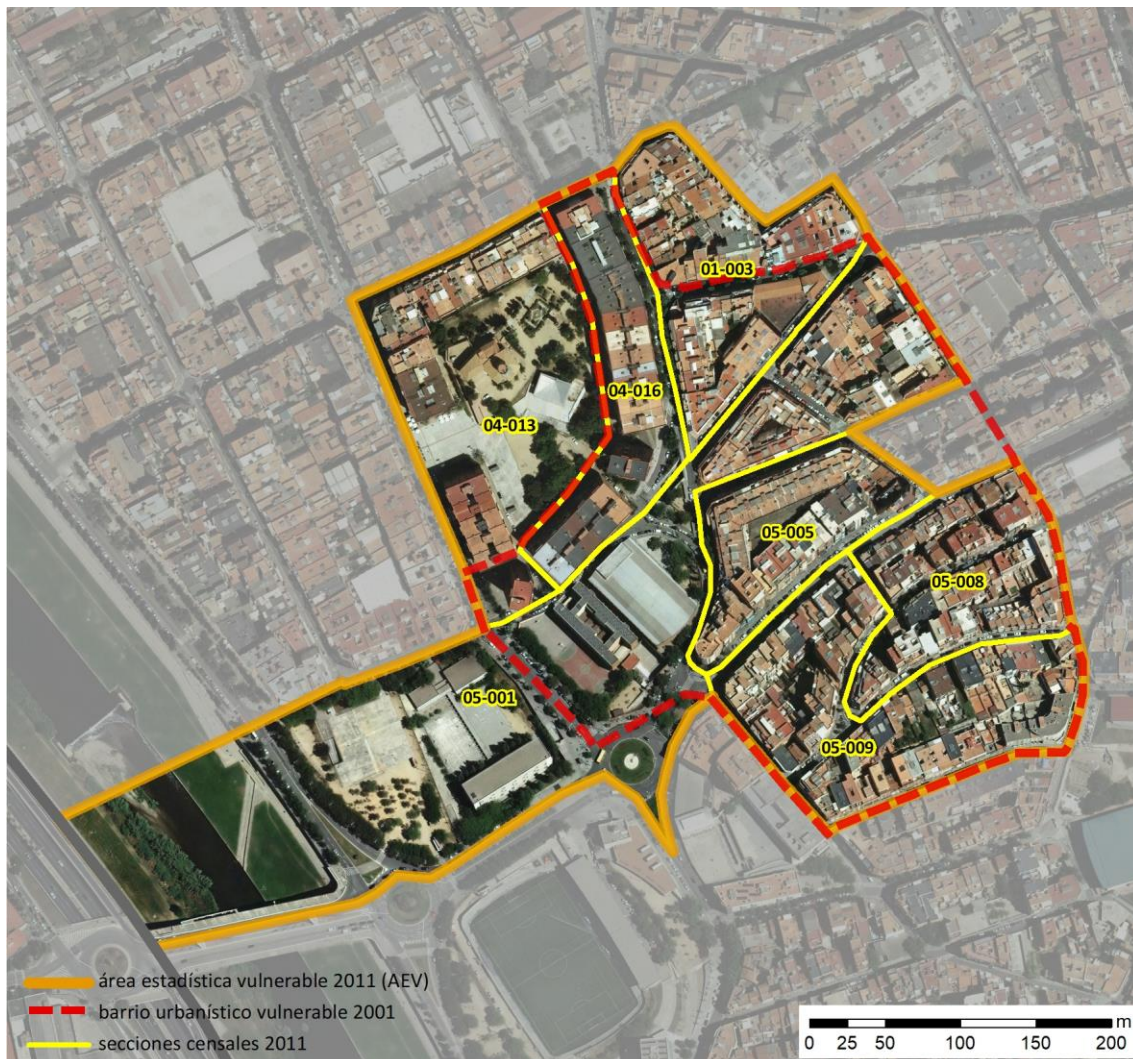 01-003
04-016
04-013
05-005
05-008
05-001
05-009
área estadística vulnerable 2011 (AEV)
barrio urbanístico vulnerable 2001
secciones censales 2011
m
0 25 50 100 150 200